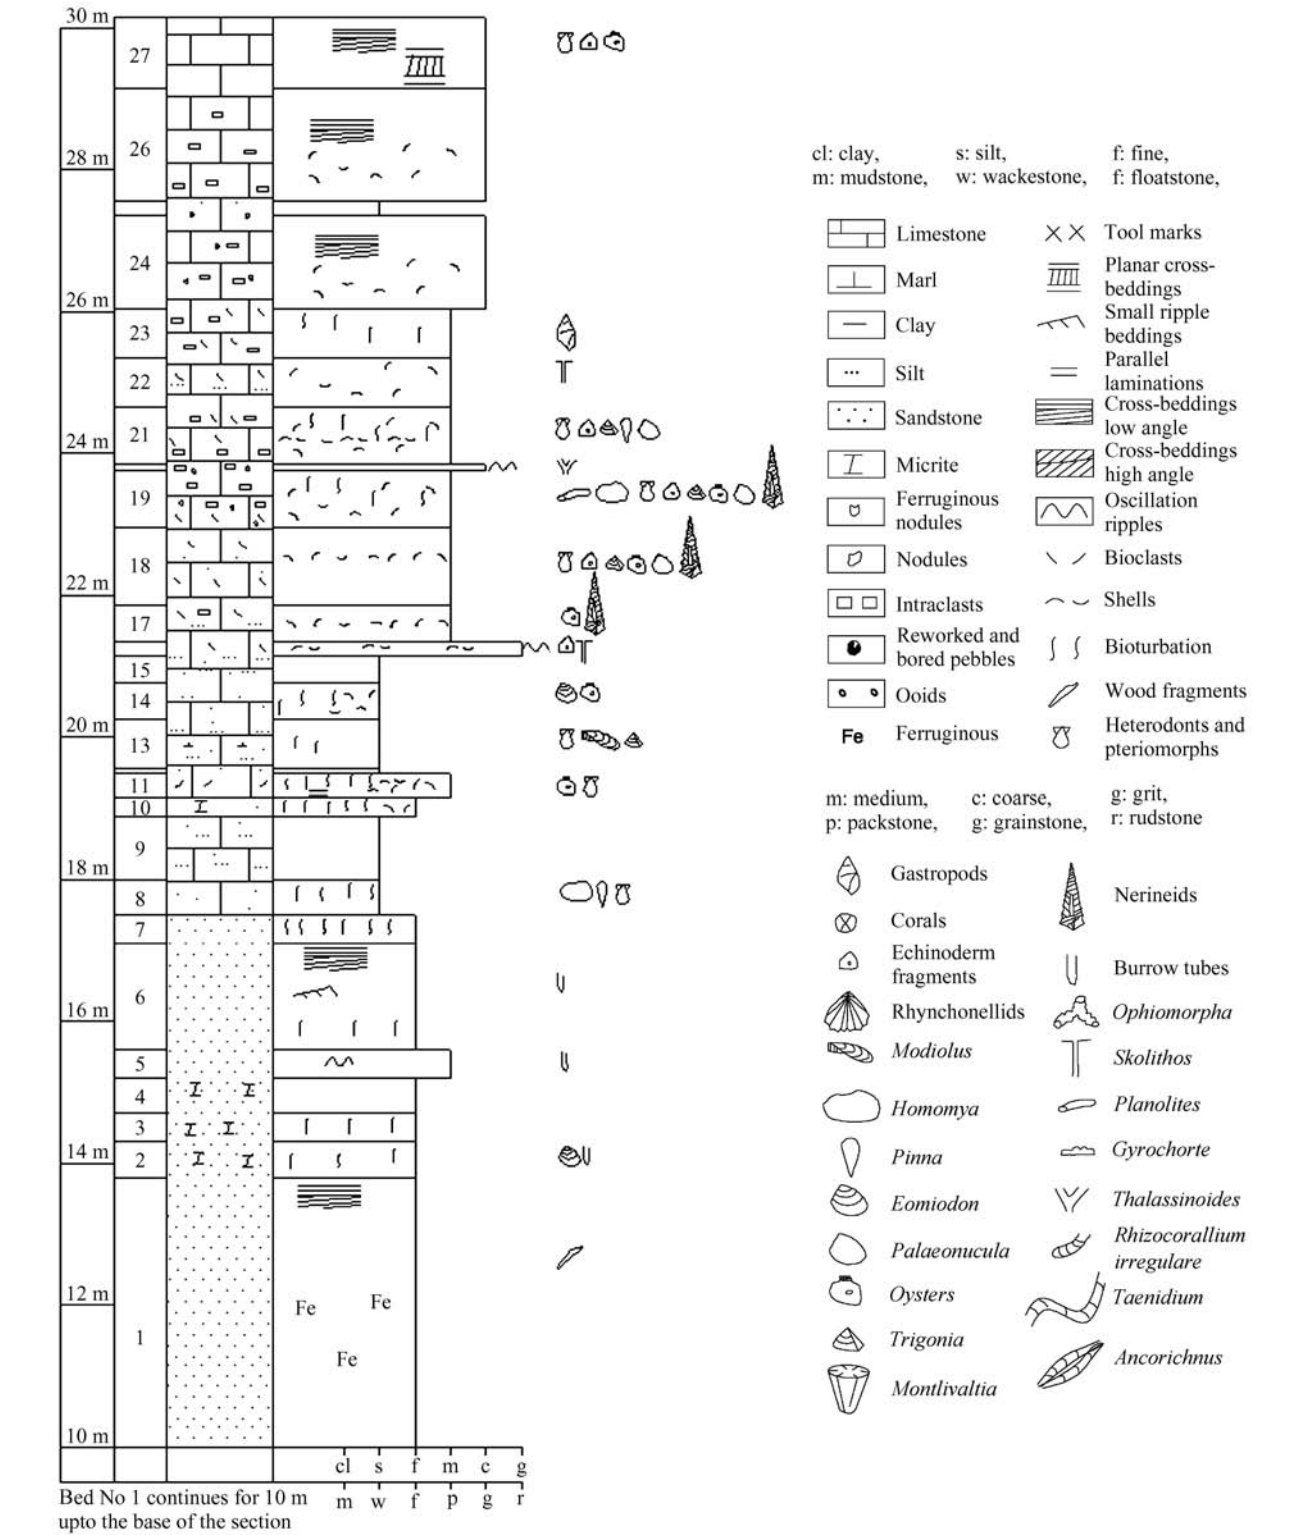 30 m
27
26
28 m
24
26 m
23
22
21
24 m
19
18
22 m
17
15
14
20 m
13
11
10
9
18 m
8
7
6
16 m
5
4
3
14 m
2
12 m
1
Fe Fe
Fe
10 m
cl s f m c g
m w f p g r
Bed No 1 continues for 10 m
upto the base of the section
cl: clay, s: silt, f: fine,
m: mudstone, w: wackestone, f: floatstone,
Limestone
Marl
Clay
Silt
Sandstone
Micrite
Ferruginous
nodules
Nodules
Intraclasts
Reworked and
bored pebbles
Ooids
Fe Ferruginous
Tool marks
Planar cross-
beddings
Small ripple
beddings
Parallel
laminations
Cross-beddings
low angle
Cross-beddings
high angle
Oscillation
ripples
Bioclasts
Shells
Bioturbation
Wood fragments
Heterodonts and
pteriomorphs
m: medium, c: coarse, g: grit,
p: packstone, g: grainstone, r: rudstone
Gastropods
Corals
Echinoderm
fragments
Rhynchonellids
Modiolus
Homomya
Pinna
Eomiodon
Palaeonucula
Oysters
Trigonia
Montlivaltia
Nerineids
Burrow tubes
Ophiomorpha
Skolithos
Planolites
Gyrochorte
Thalassinoides
Rhizocorallium
irregulare
Taenidium
Ancorichnus